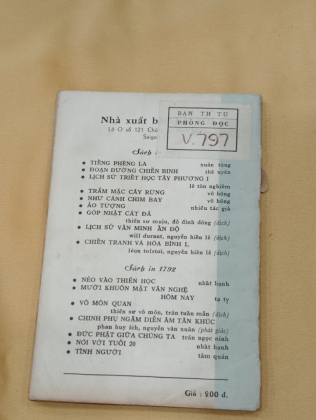 Nhà xuất b
BAN TH TU
PHÒNG ĐỌC
V.797
Lô O số 121
Saigo
Sách i
● TIẾNG PHÈNG LA xuân tùng
● ĐOẠN ĐƯỜNG CHIẾN BINH thế uyên
● LỊCH SỬ TRIẾT HỌC TÂY PHƯƠNG I
lê tôn nghiêm
● TRẦM MẶC CÂY RỪNG võ hồng
● NHƯ CÁNH CHIM BAY võ hồng
● ẢO TƯỢNG nhiều tác giả
● GÓP NHẶT CÁT ĐÁ
thiền sư muju, đỗ đình đồng (dịch)
● LỊCH SỬ VĂN MINH ẤN ĐỘ
will durant, nguyễn hiến lê (dịch)
● CHIẾN TRANH VÀ HÒA BÌNH I,
léon tolstoi, nguyễn hiến lê (dịch)
Sách in 1792
● NẺO VÀO THIỀN HỌC nhất hạnh
● MƯỜI KHUÔN MẶT VĂN NGHỆ
HÔM NAY tạ tỵ
● VÔ MÔN QUAN
thiền sư vô môn, trần tuấn mẫn (dịch)
● CHINH PHỤ NGÂM DIỄN ÂM TÂN KHÚC
phan huy ích, nguyễn văn xuân (phát giác)
● ĐỨC PHẬT GIỮA CHÚNG TA trần ngọc ninh
● NÓI VỚI TUỔI 20 nhất hạnh
● TÌNH NGƯỜI tâm quán
Giá : 200 đ.